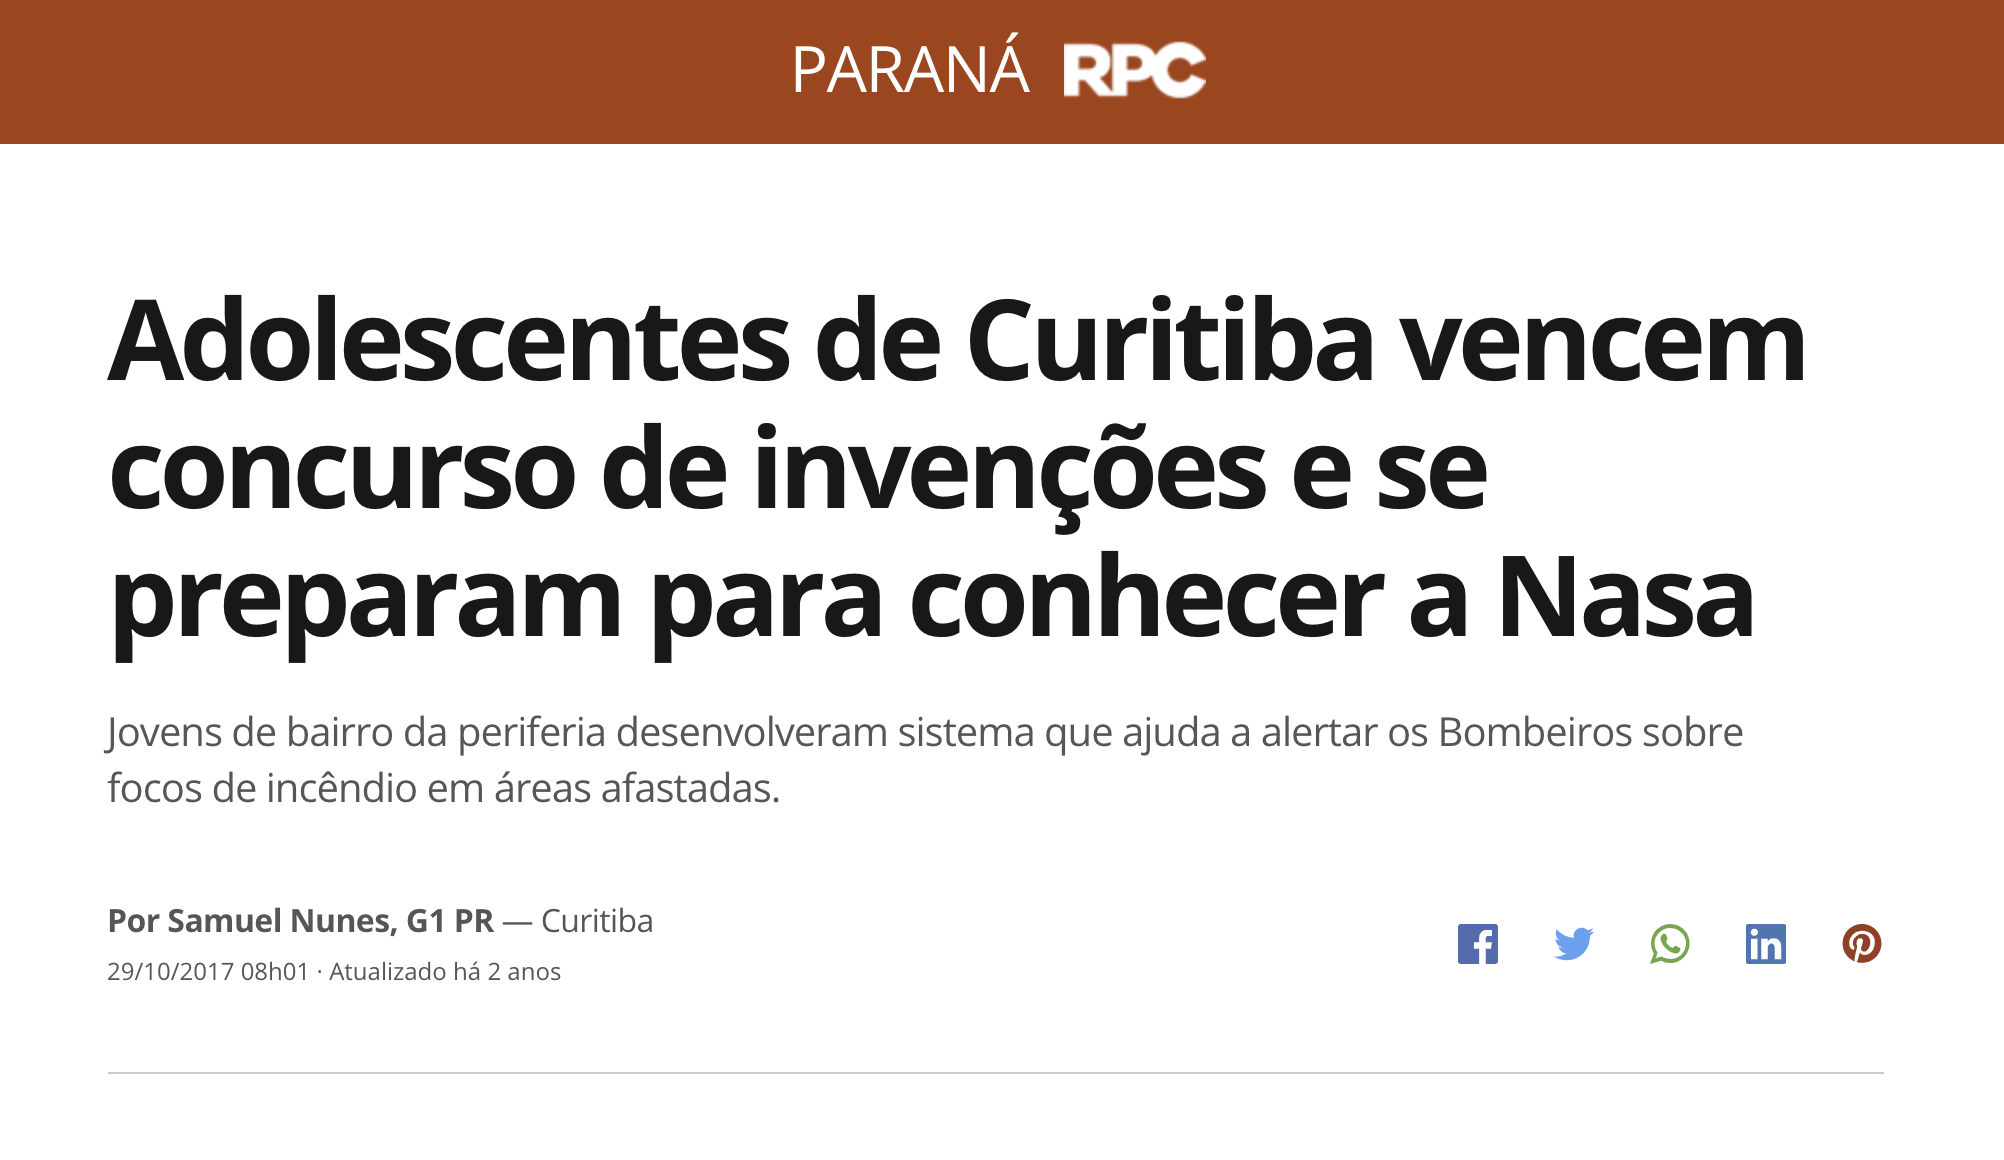 PARANÁ RPC
Adolescentes de Curitiba vencem
concurso de invenções e se
preparam para conhecer a Nasa
Jovens de bairro da periferia desenvolveram sistema que ajuda a alertar os Bombeiros sobre
focos de incêndio em áreas afastadas.
Por Samuel Nunes, G1 PR — Curitiba
29/10/2017 08h01 · Atualizado há 2 anos